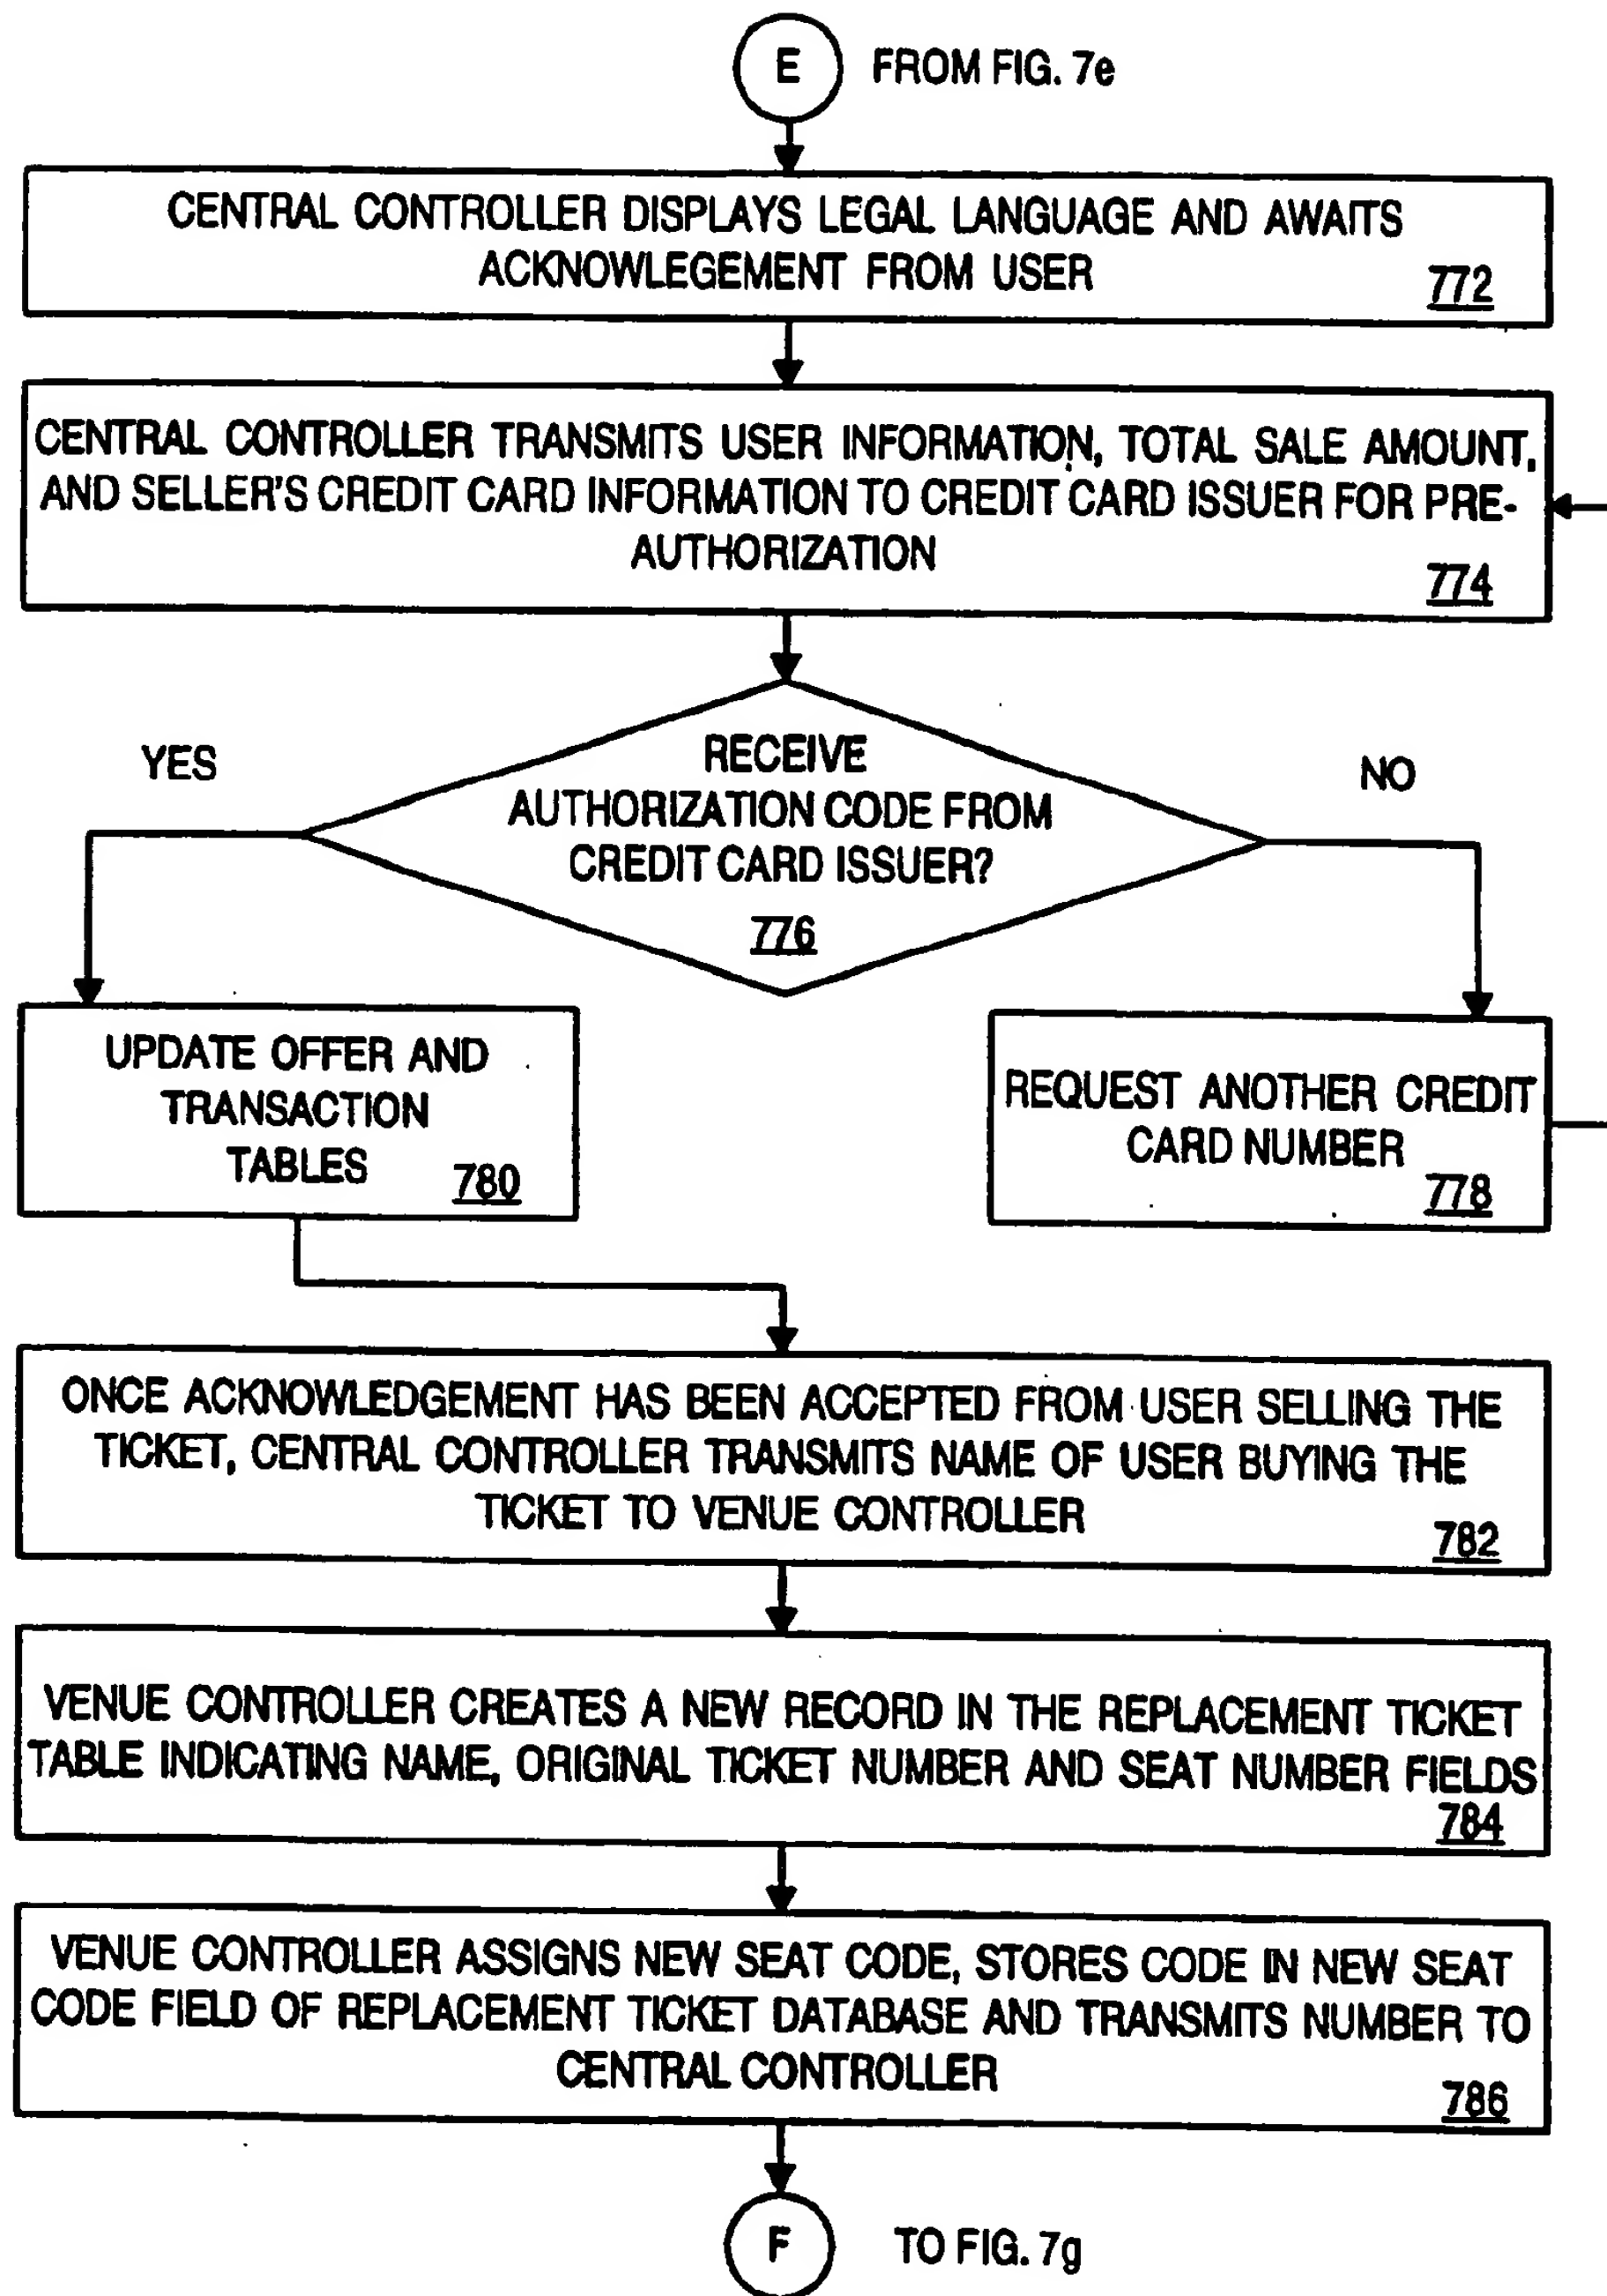 E FROM FIG. 7e
CENTRAL CONTROLLER DISPLAYS LEGAL LANGUAGE AND AWAITS
ACKNOWLEGEMENT FROM USER
772
CENTRAL CONTROLLER TRANSMITS USER INFORMATION, TOTAL SALE AMOUNT,
AND SELLER'S CREDIT CARD INFORMATION TO CREDIT CARD ISSUER FOR PRE-
AUTHORIZATION
774
YES
RECEIVE
AUTHORIZATION CODE FROM
CREDIT CARD ISSUER?
776
NO
UPDATE OFFER AND
TRANSACTION
TABLES
780
REQUEST ANOTHER CREDIT
CARD NUMBER
778
ONCE ACKNOWLEDGEMENT HAS BEEN ACCEPTED FROM USER SELLING THE
TICKET, CENTRAL CONTROLLER TRANSMITS NAME OF USER BUYING THE
TICKET TO VENUE CONTROLLER
782
VENUE CONTROLLER CREATES A NEW RECORD IN THE REPLACEMENT TICKET
TABLE INDICATING NAME, ORIGINAL TICKET NUMBER AND SEAT NUMBER FIELDS
784
VENUE CONTROLLER ASSIGNS NEW SEAT CODE, STORES CODE IN NEW SEAT
CODE FIELD OF REPLACEMENT TICKET DATABASE AND TRANSMITS NUMBER TO
CENTRAL CONTROLLER
786
F TO FIG. 7g